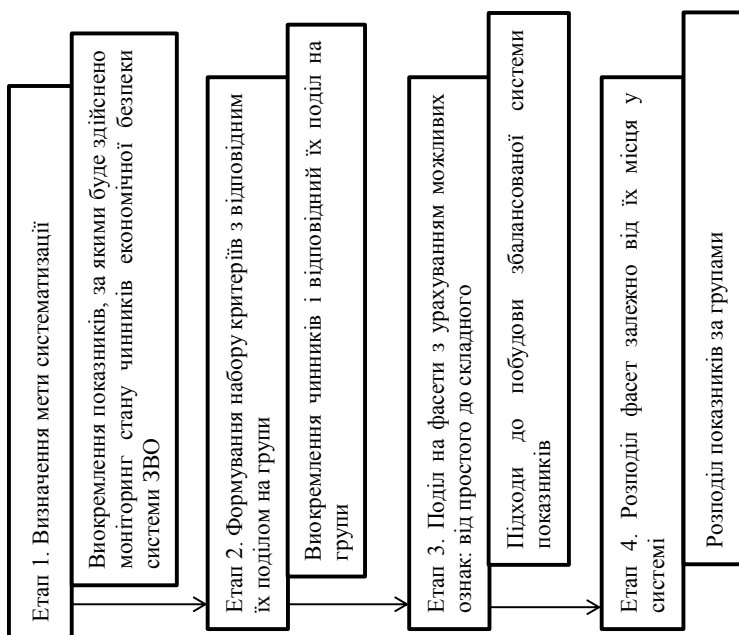 Етап 1. Визначення мети систематизації
Виокремлення показників, за якими буде здійснено
моніторинг стану чинників економічної безпеки
системи ЗВО
Етап 2. Формування набору критеріїв з відповідним
їх поділом на групи
Виокремлення чинників і відповідний їх поділ на
групи
Етап 3. Поділ на фасети з урахуванням можливих
ознак: від простого до складного
Підходи до побудови збалансованої системи
показників
Етап 4. Розподіл фасет залежно від їх місця у
системі
Розподіл показників за групами